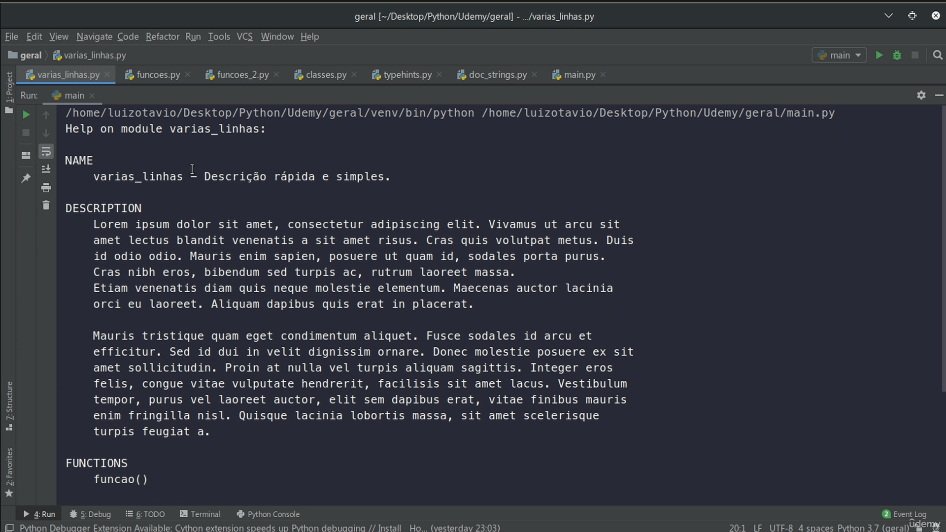 geral [~/Desktop/Python/Udemy/geral] - .../varias_linhas.py
File Edit View Navigate Code Refactor Run Tools VCS Window Help
geral varias_linhas.py main
varias_linhas.py funcoes.py funcoes_2.py classes.py typehints.py doc_strings.py main.py
1: Project
Run: main
/home/luizotavio/Desktop/Python/Udemy/geral/venv/bin/python /home/luizotavio/Desktop/Python/Udemy/geral/main.py
Help on module varias_linhas:
NAME
varias_linhas - Descrição rápida e simples.
DESCRIPTION
Lorem ipsum dolor sit amet, consectetur adipiscing elit. Vivamus ut arcu sit
amet lectus blandit venenatis a sit amet risus. Cras quis volutpat metus. Duis
id odio odio. Mauris enim sapien, posuere ut quam id, sodales porta purus.
Cras nibh eros, bibendum sed turpis ac, rutrum laoreet massa.
Etiam venenatis diam quis neque molestie elementum. Maecenas auctor lacinia
orci eu laoreet. Aliquam dapibus quis erat in placerat.
Mauris tristique quam eget condimentum aliquet. Fusce sodales id arcu et
efficitur. Sed id dui in velit dignissim ornare. Donec molestie posuere ex sit
amet sollicitudin. Proin at nulla vel turpis aliquam sagittis. Integer eros
felis, congue vitae vulputate hendrerit, facilisis sit amet lacus. Vestibulum
tempor, purus vel laoreet auctor, elit sem dapibus erat, vitae finibus mauris
enim fringilla nisl. Quisque lacinia lobortis massa, sit amet scelerisque
turpis feugiat a.
FUNCTIONS
funcao()
7: Structure
2: Favorites
4: Run 5: Debug 6: TODO Terminal Python Console 2 Event Log
Python Debugger Extension Available: Cython extension speeds up Python debugging // Install Ho... (yesterday 23:03) 20:1 LF UTF-8 4 spaces Python 3.7 (geral)
udemy